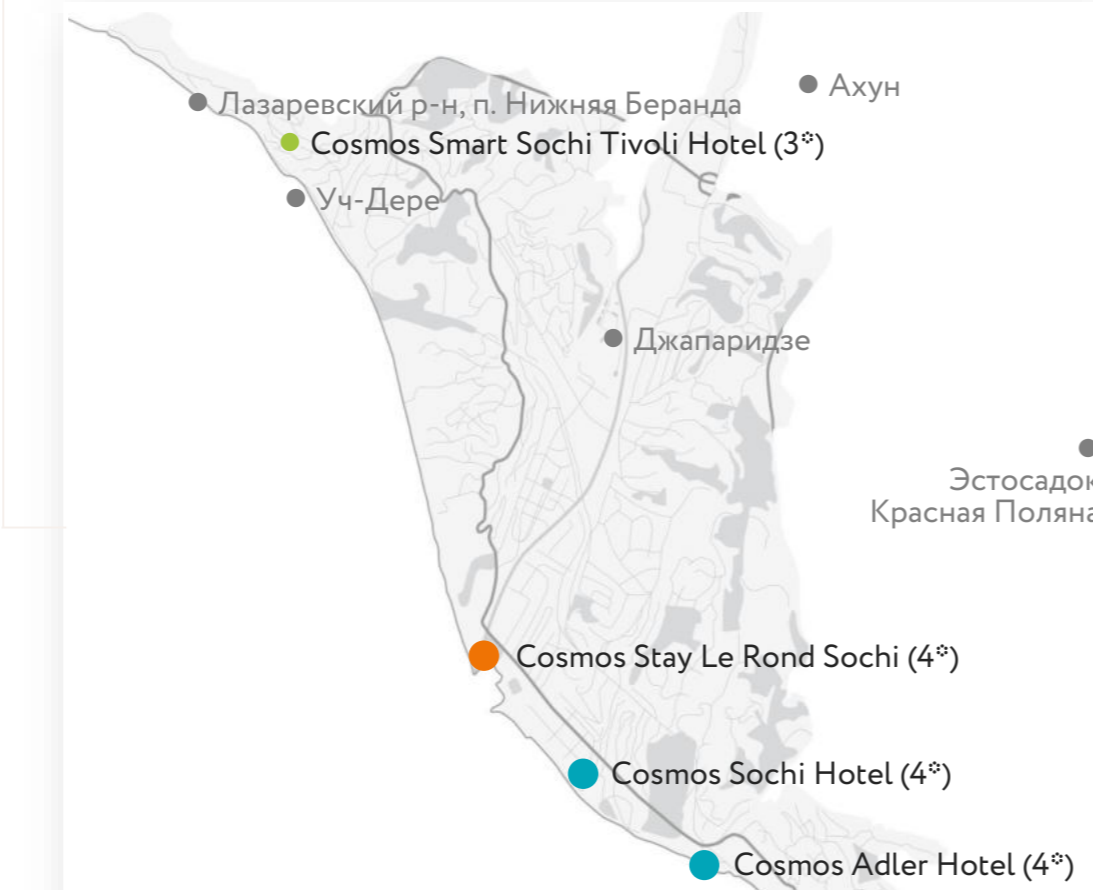 Ахун
Лазаревский р-н, п. Нижняя Беранда
Cosmos Smart Sochi Tivoli Hotel (3*)
Уч-Дере
Джапаридзе
Эстосадок
Красная Поляна
Cosmos Stay Le Rond Sochi (4*)
Cosmos Sochi Hotel (4*)
Cosmos Adler Hotel (4*)